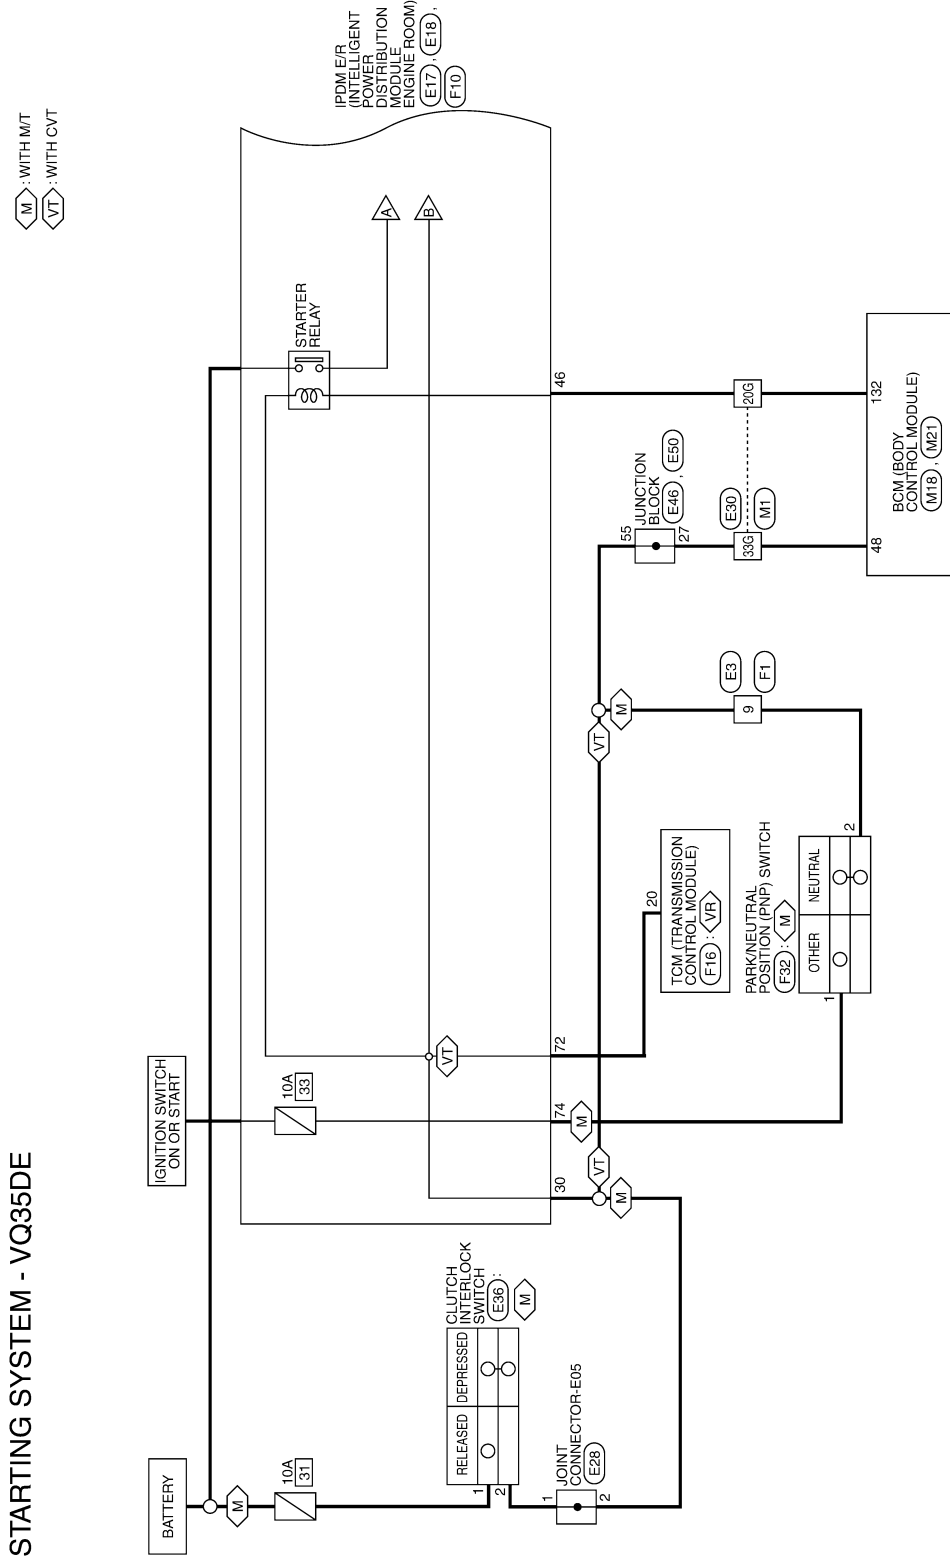 STARTING SYSTEM - VQ35DE
M : WITH M/T
VT : WITH CVT
BATTERY
M
10A
31
IGNITION SWITCH
ON OR START
10A
33
STARTER
RELAY
IPDM E/R
(INTELLIGENT
POWER
DISTRIBUTION
MODULE
ENGINE ROOM)
E17 , E18 ,
F10
A
B
VT
CLUTCH
INTERLOCK
SWITCH
E36 :
M
RELEASED
DEPRESSED
1
2
JOINT
CONNECTOR-E05
E28
1
2
30
VT
M
74
M
72
46
20
TCM (TRANSMISSION
CONTROL MODULE)
F16 : VR
PARK/NEUTRAL
POSITION (PNP) SWITCH
F32 : M
OTHER
NEUTRAL
1
2
VT
M
9
E3
F1
55
JUNCTION
BLOCK
E46 , E50
27
33G
E30
M1
20G
48
132
BCM (BODY
CONTROL MODULE)
M18 , M21